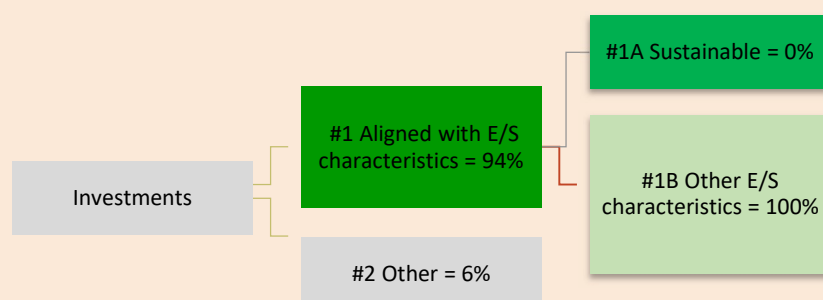 Investments
#1 Aligned with E/S
characteristics = 94%
#2 Other = 6%
#1A Sustainable = 0%
#1B Other E/S
characteristics = 100%